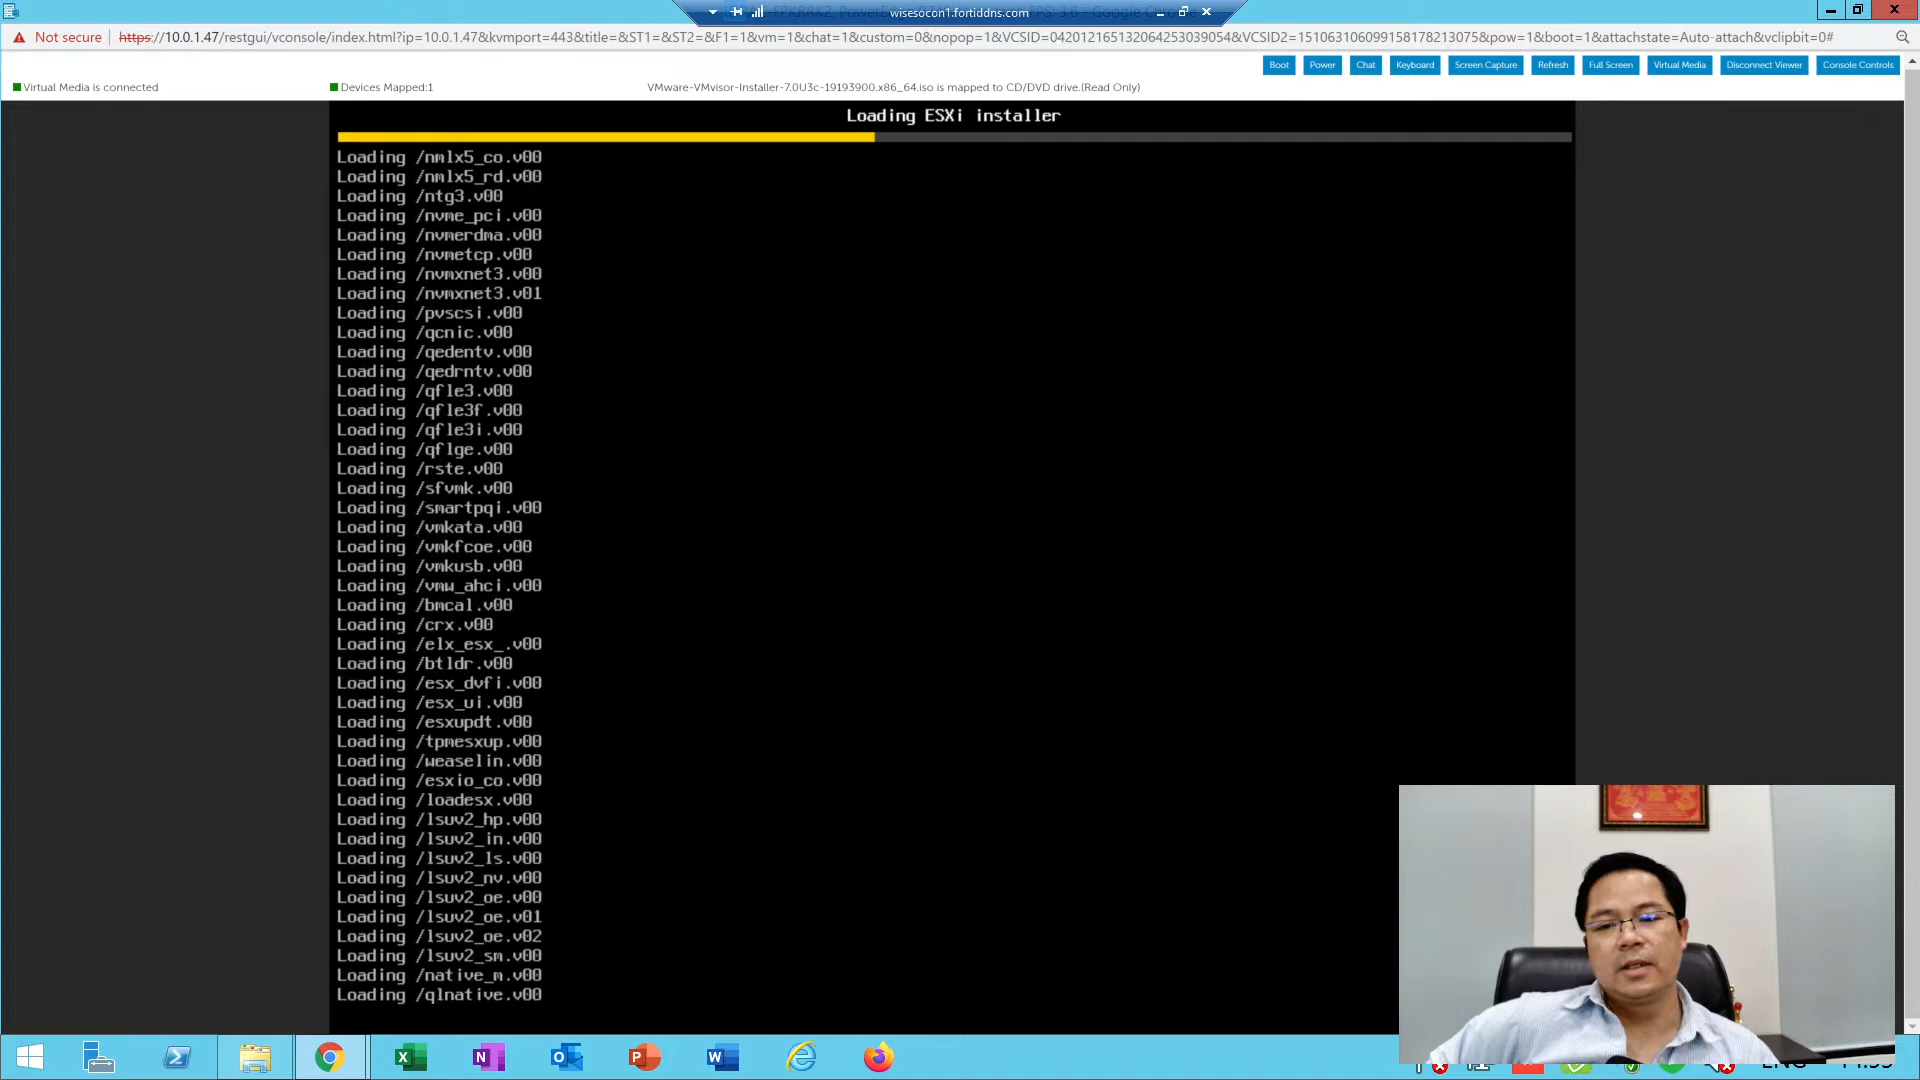 wisesocon1.fortiddns.com
Not secure
https://10.0.1.47/restgui/vconsole/index.html?ip=10.0.1.47&kvmport=443&title=&ST1=&ST2=&F1=1&vm=1&chat=1&custom=0&nopop=1&VCSID=042012165132064253039054&VCSID2=151063106099158178213075&pow=1&boot=1&attachstate=Auto-attach&vclipbit=0#
Boot
Power
Chat
Keyboard
Screen Capture
Refresh
Full Screen
Virtual Media
Disconnect Viewer
Console Controls
Virtual Media is connected
Devices Mapped:1
VMware-VMvisor-Installer-7.0U3c-19193900.x86_64.iso is mapped to CD/DVD drive.(Read Only)
Loading ESXi installer
Loading /nmlx5_co.v00
Loading /nmlx5_rd.v00
Loading /ntg3.v00
Loading /nvme_pci.v00
Loading /nvmerdma.v00
Loading /nvmetcp.v00
Loading /nvmxnet3.v00
Loading /nvmxnet3.v01
Loading /pvscsi.v00
Loading /qcnic.v00
Loading /qedentv.v00
Loading /qedrntv.v00
Loading /qfle3.v00
Loading /qfle3f.v00
Loading /qfle3i.v00
Loading /qflge.v00
Loading /rste.v00
Loading /sfvmk.v00
Loading /smartpqi.v00
Loading /vmkata.v00
Loading /vmkfcoe.v00
Loading /vmkusb.v00
Loading /vmw_ahci.v00
Loading /bmcal.v00
Loading /crx.v00
Loading /elx_esx_.v00
Loading /btldr.v00
Loading /esx_dvfi.v00
Loading /esx_ui.v00
Loading /esxupdt.v00
Loading /tpmesxup.v00
Loading /weaselin.v00
Loading /esxio_co.v00
Loading /loadesx.v00
Loading /lsuv2_hp.v00
Loading /lsuv2_in.v00
Loading /lsuv2_ls.v00
Loading /lsuv2_nv.v00
Loading /lsuv2_oe.v00
Loading /lsuv2_oe.v01
Loading /lsuv2_oe.v02
Loading /lsuv2_sm.v00
Loading /native_m.v00
Loading /qlnative.v00